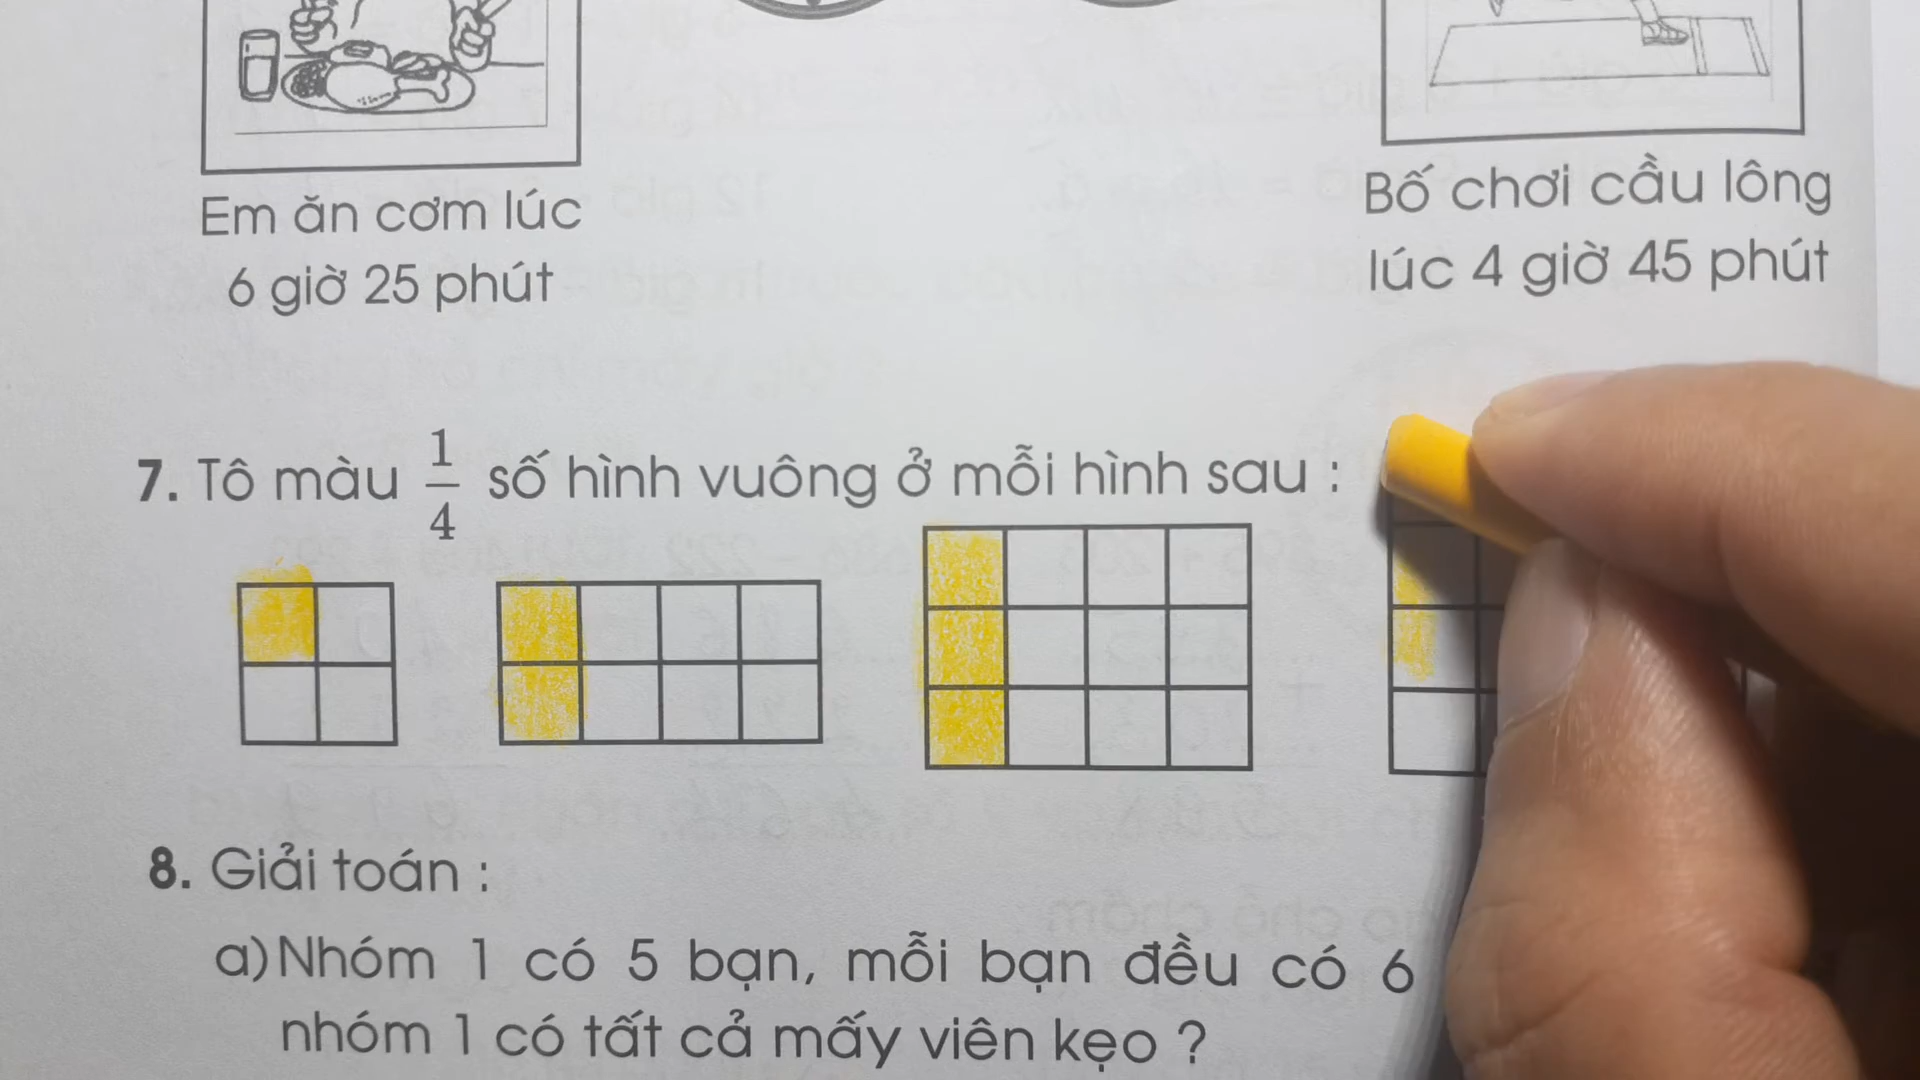 Em ăn cơm lúc
6 giờ 25 phút
Bố chơi cầu lông
lúc 4 giờ 45 phút
7. Tô màu 1/4 số hình vuông ở mỗi hình sau :
8. Giải toán :
a) Nhóm 1 có 5 bạn, mỗi bạn đều có 6
nhóm 1 có tất cả mấy viên kẹo ?